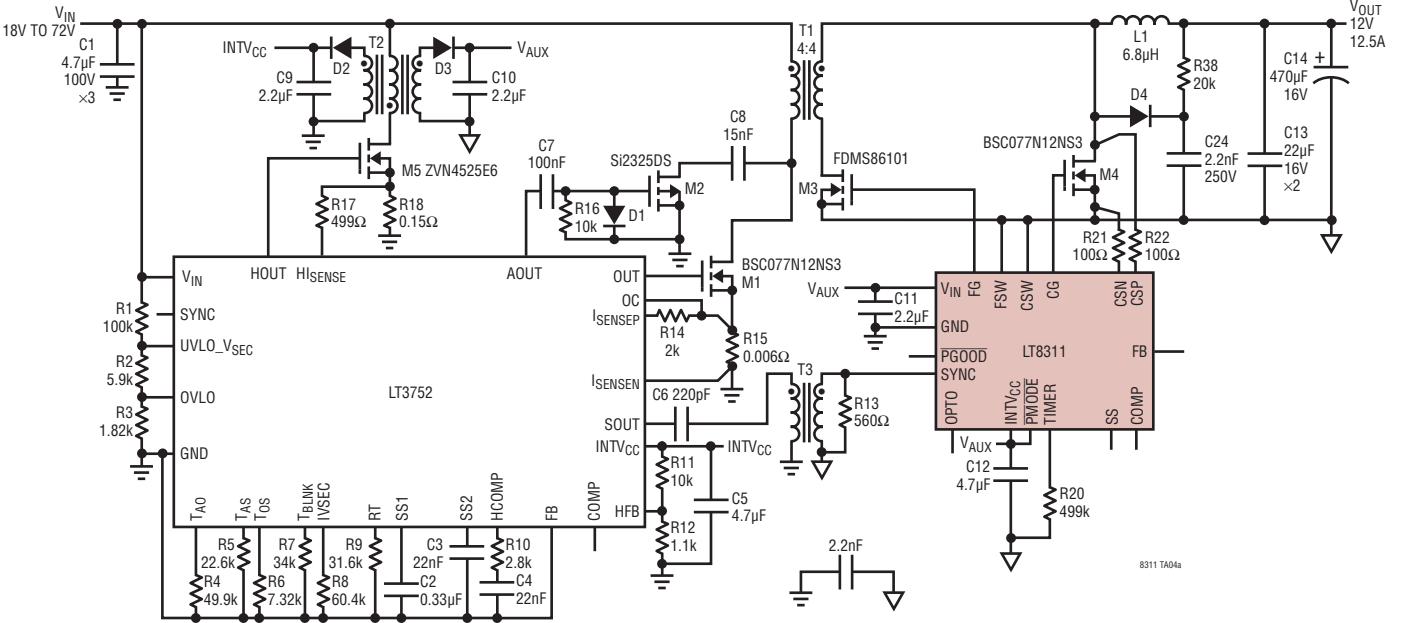 VIN
18V TO 72V
C1
4.7µF
100V
×3
INTVCC
D2
T2
D3
VAUX
C9
2.2µF
C10
2.2µF
M5 ZVN4525E6
R17
499Ω
R18
0.15Ω
C7
100nF
Si2325DS
M2
R16
10k
D1
C8
15nF
T1
4:4
BSC077N12NS3
M1
FDMS86101
M3
L1
6.8µH
VOUT
12V
12.5A
R38
20k
D4
BSC077N12NS3
M4
C24
2.2nF
250V
C14
+
470µF
16V
C13
22µF
16V
×2
R21
100Ω
R22
100Ω
R1
100k
R2
5.9k
R3
1.82k
LT3752
VIN
SYNC
UVLO_VSEC
OVLO
GND
HOUT
HISENSE
AOUT
OUT
OC
ISENSEP
ISENSEN
SOUT
INTVCC
HFB
TAO
TAS
TOS
TBLNK
IVSEC
RT
SS1
SS2
HCOMP
FB
COMP
R14
2k
R15
0.006Ω
C6 220pF
T3
R13
560Ω
INTVCC
R11
10k
R12
1.1k
C5
4.7µF
R4
49.9k
R5
22.6k
R6
7.32k
R7
34k
R8
60.4k
R9
31.6k
C2
0.33µF
C3
22nF
R10
2.8k
C4
22nF
VAUX
C11
2.2µF
LT8311
VIN
FG
FSW
CSW
CG
CSN
CSP
GND
PGOOD
SYNC
FB
OPTO
INTVCC
PMODE
TIMER
SS
COMP
VAUX
C12
4.7µF
R20
499k
2.2nF
8311 TA04a